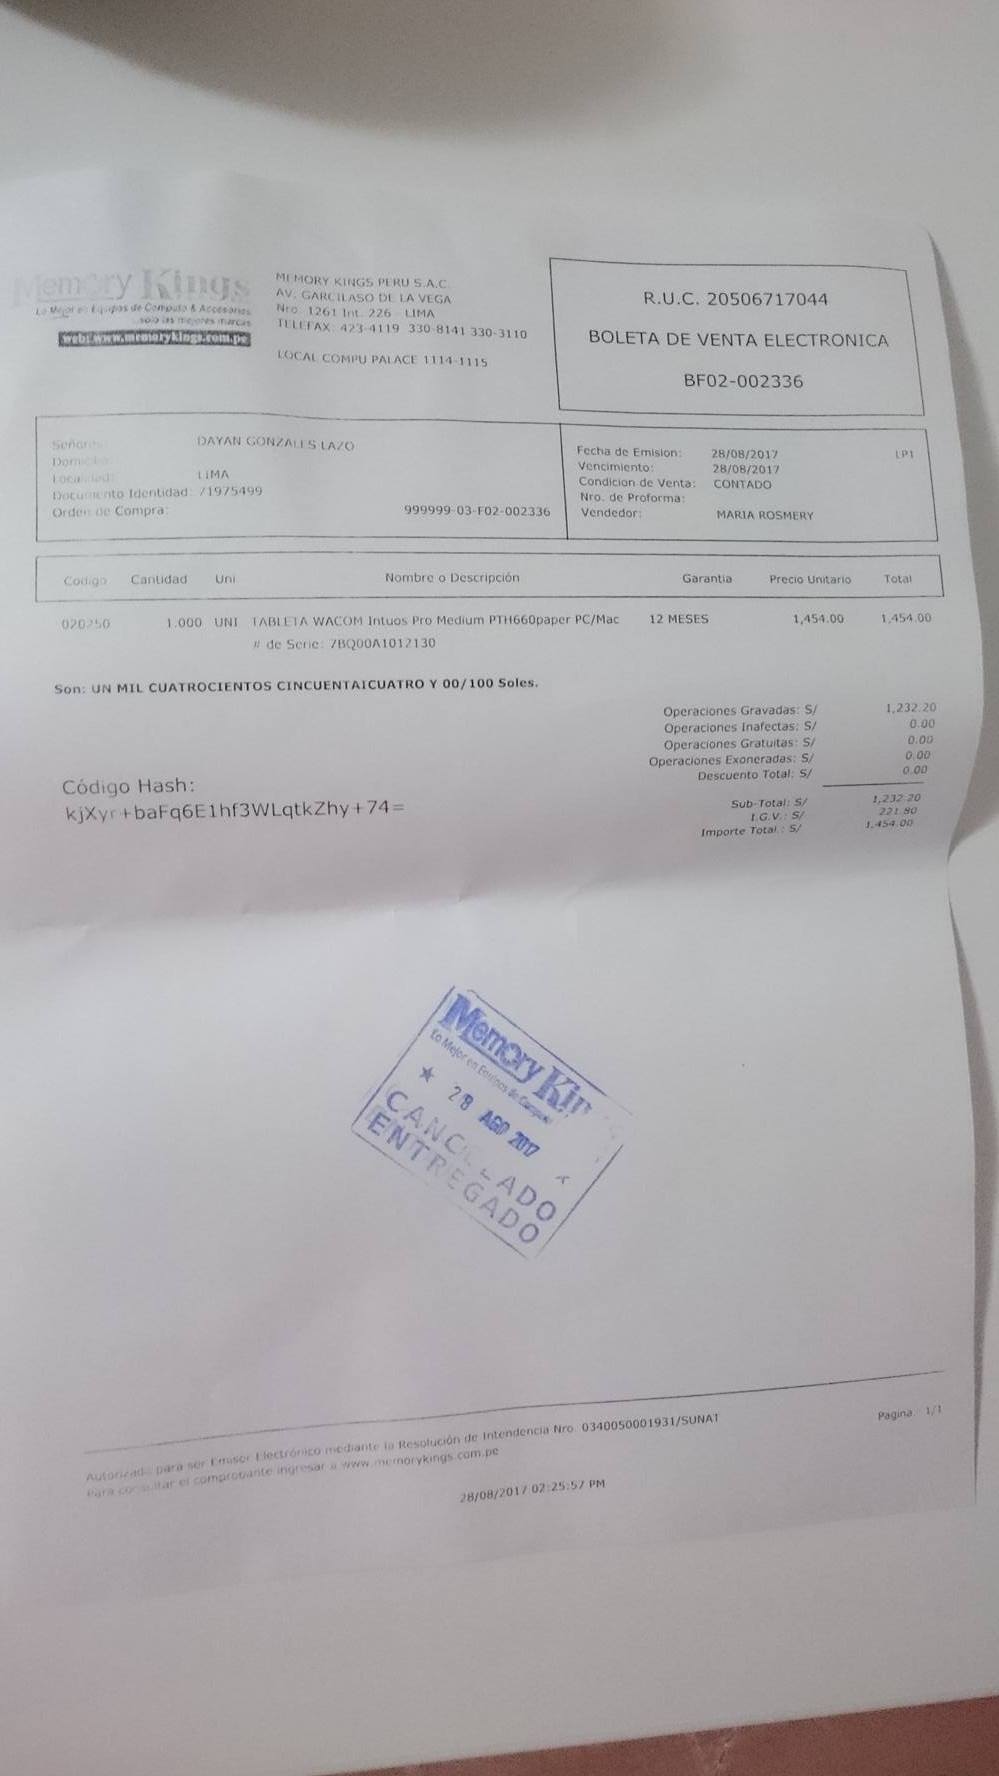 Memory Kings
Lo Mejor en Equipos de Computo & Accesorios
...solo las mejores marcas
web: www.memorykings.com.pe
MEMORY KINGS PERU S.A.C.
AV. GARCILASO DE LA VEGA
Nro. 1261 Int. 226 - LIMA
TELEFAX: 423-4119 330-8141 330-3110
LOCAL COMPU PALACE 1114-1115
R.U.C. 20506717044
BOLETA DE VENTA ELECTRONICA
BF02-002336
Señores: DAYAN GONZALES LAZO
Domicilio:
Localidad: LIMA
Documento Identidad: 71975499
Orden de Compra: 999999-03-F02-002336
Fecha de Emision: 28/08/2017 LP1
Vencimiento: 28/08/2017
Condicion de Venta: CONTADO
Nro. de Proforma:
Vendedor: MARIA ROSMERY
Codigo Cantidad Uni Nombre o Descripción Garantia Precio Unitario Total
020250 1.000 UNI TABLETA WACOM Intuos Pro Medium PTH660paper PC/Mac 12 MESES 1,454.00 1,454.00
# de Serie: 7BQ00A1012130
Son: UN MIL CUATROCIENTOS CINCUENTAICUATRO Y 00/100 Soles.
Operaciones Gravadas: S/ 1,232.20
Operaciones Inafectas: S/ 0.00
Operaciones Gratuitas: S/ 0.00
Operaciones Exoneradas: S/ 0.00
Descuento Total: S/ 0.00
Código Hash:
kjXyr+baFq6E1hf3WLqtkZhy+74=
Sub-Total: S/ 1,232.20
I.G.V.: S/ 221.80
Importe Total.: S/ 1,454.00
Memory Kin
Lo Mejor en Equipos de Computo
★ 28 AGO 2017
CANCELADO
ENTREGADO
Autorizado para ser Emisor Electrónico mediante la Resolución de Intendencia Nro. 0340050001931/SUNAT
Pagina: 1/1
Para consultar el comprobante ingresar a www.memorykings.com.pe
28/08/2017 02:25:57 PM